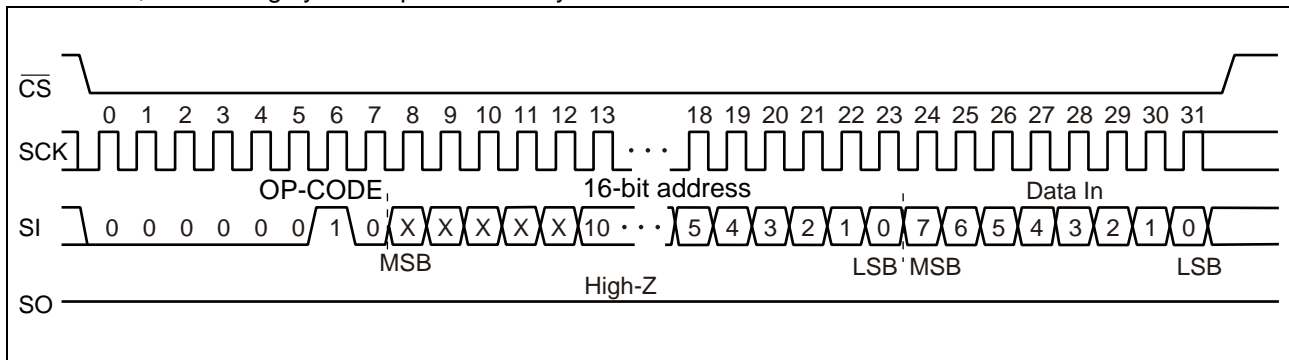 CS
0 1 2 3 4 5 6 7 8 9 10 11 12 13 18 19 20 21 22 23 24 25 26 27 28 29 30 31
SCK ···
OP-CODE 16-bit address Data In
SI 0 0 0 0 0 0 1 0 X X X X X 10 ··· 5 4 3 2 1 0 7 6 5 4 3 2 1 0
MSB LSB MSB LSB
High-Z
SO